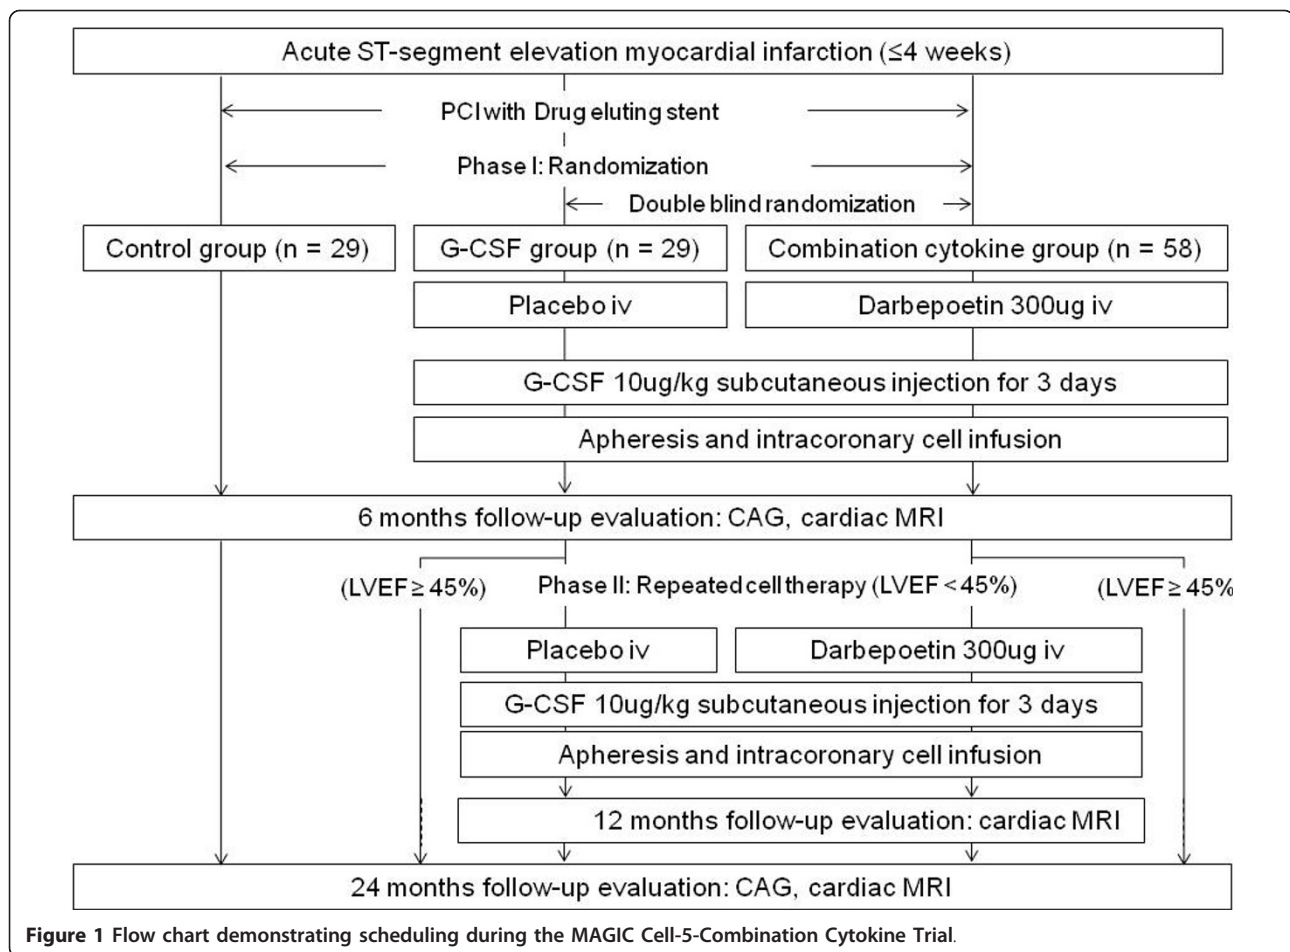 Acute ST-segment elevation myocardial infarction (≤4 weeks)
PCI with Drug eluting stent
Phase I: Randomization
Double blind randomization
Control group (n = 29)
G-CSF group (n = 29)
Combination cytokine group (n = 58)
Placebo iv
Darbepoetin 300ug iv
G-CSF 10ug/kg subcutaneous injection for 3 days
Apheresis and intracoronary cell infusion
6 months follow-up evaluation: CAG, cardiac MRI
(LVEF ≥ 45%)
Phase II: Repeated cell therapy (LVEF < 45%)
(LVEF ≥ 45%
Placebo iv
Darbepoetin 300ug iv
G-CSF 10ug/kg subcutaneous injection for 3 days
Apheresis and intracoronary cell infusion
12 months follow-up evaluation: cardiac MRI
24 months follow-up evaluation: CAG, cardiac MRI
Figure 1 Flow chart demonstrating scheduling during the MAGIC Cell-5-Combination Cytokine Trial.